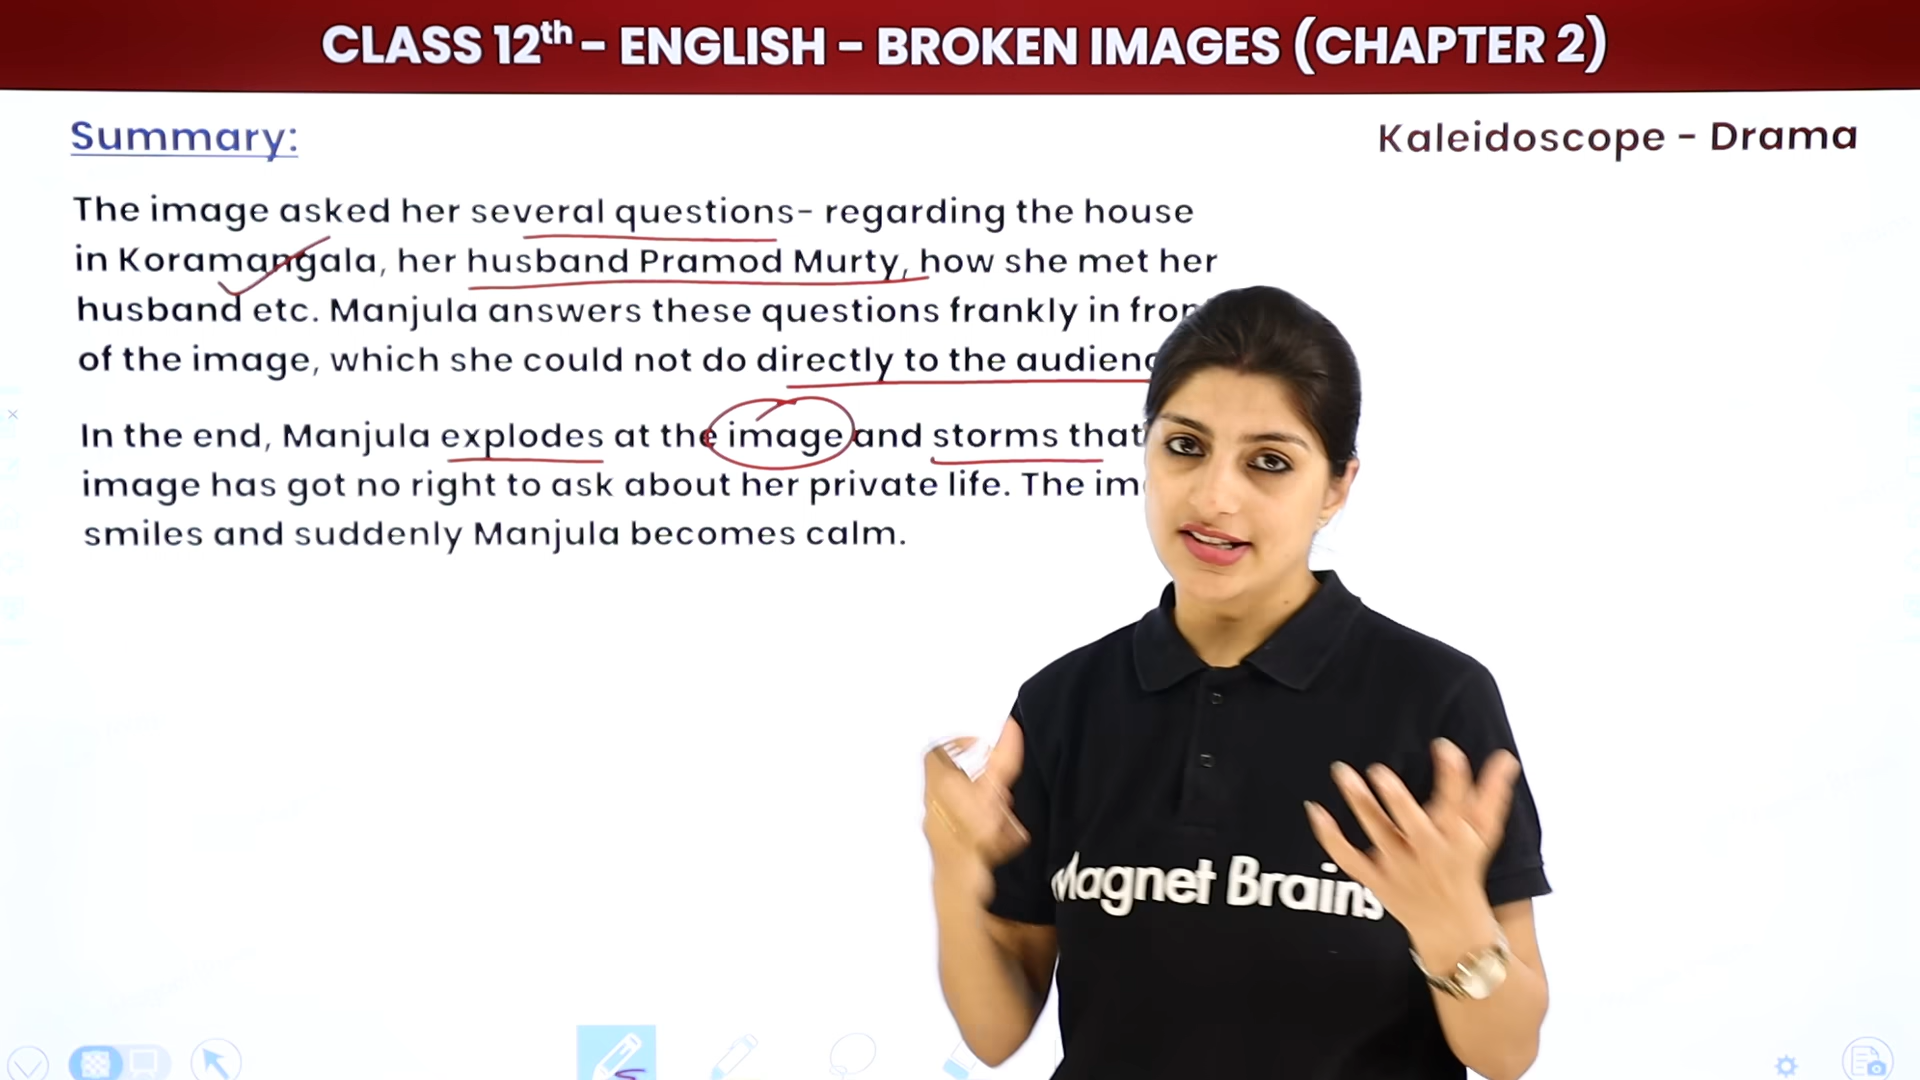 CLASS 12th - ENGLISH - BROKEN IMAGES (CHAPTER 2)
Summary:
Kaleidoscope - Drama
The image asked her several questions- regarding the house
in Koramangala, her husband Pramod Murty, how she met her
husband etc. Manjula answers these questions frankly in
of the image, which she could not do directly to the
In the end, Manjula explodes at the image and storms that
image has got no right to ask about her private life. The
smiles and suddenly Manjula becomes calm.
Magnet Brains